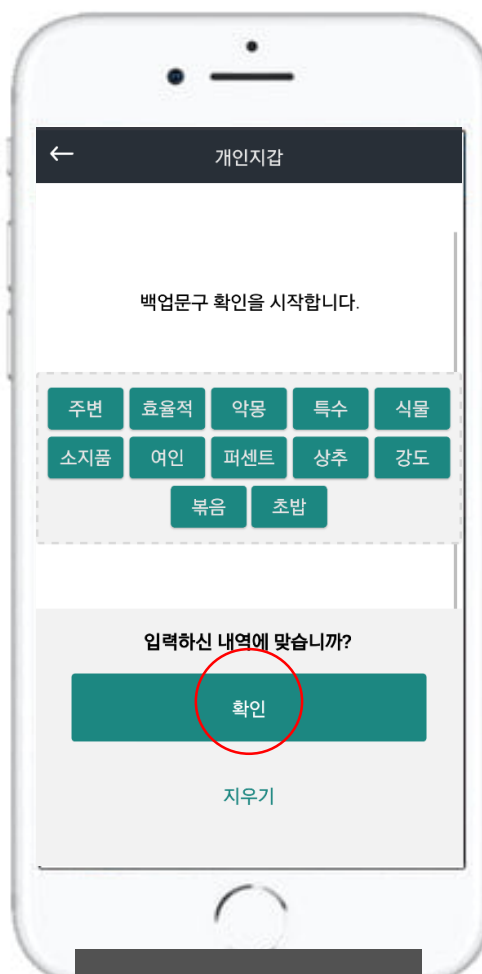 개인지갑
백업문구 확인을 시작합니다.
주변 효율적 악몽 특수 식물
소지품 여인 퍼센트 상추 강도
볶음 초밥
입력하신 내역에 맞습니까?
확인
지우기